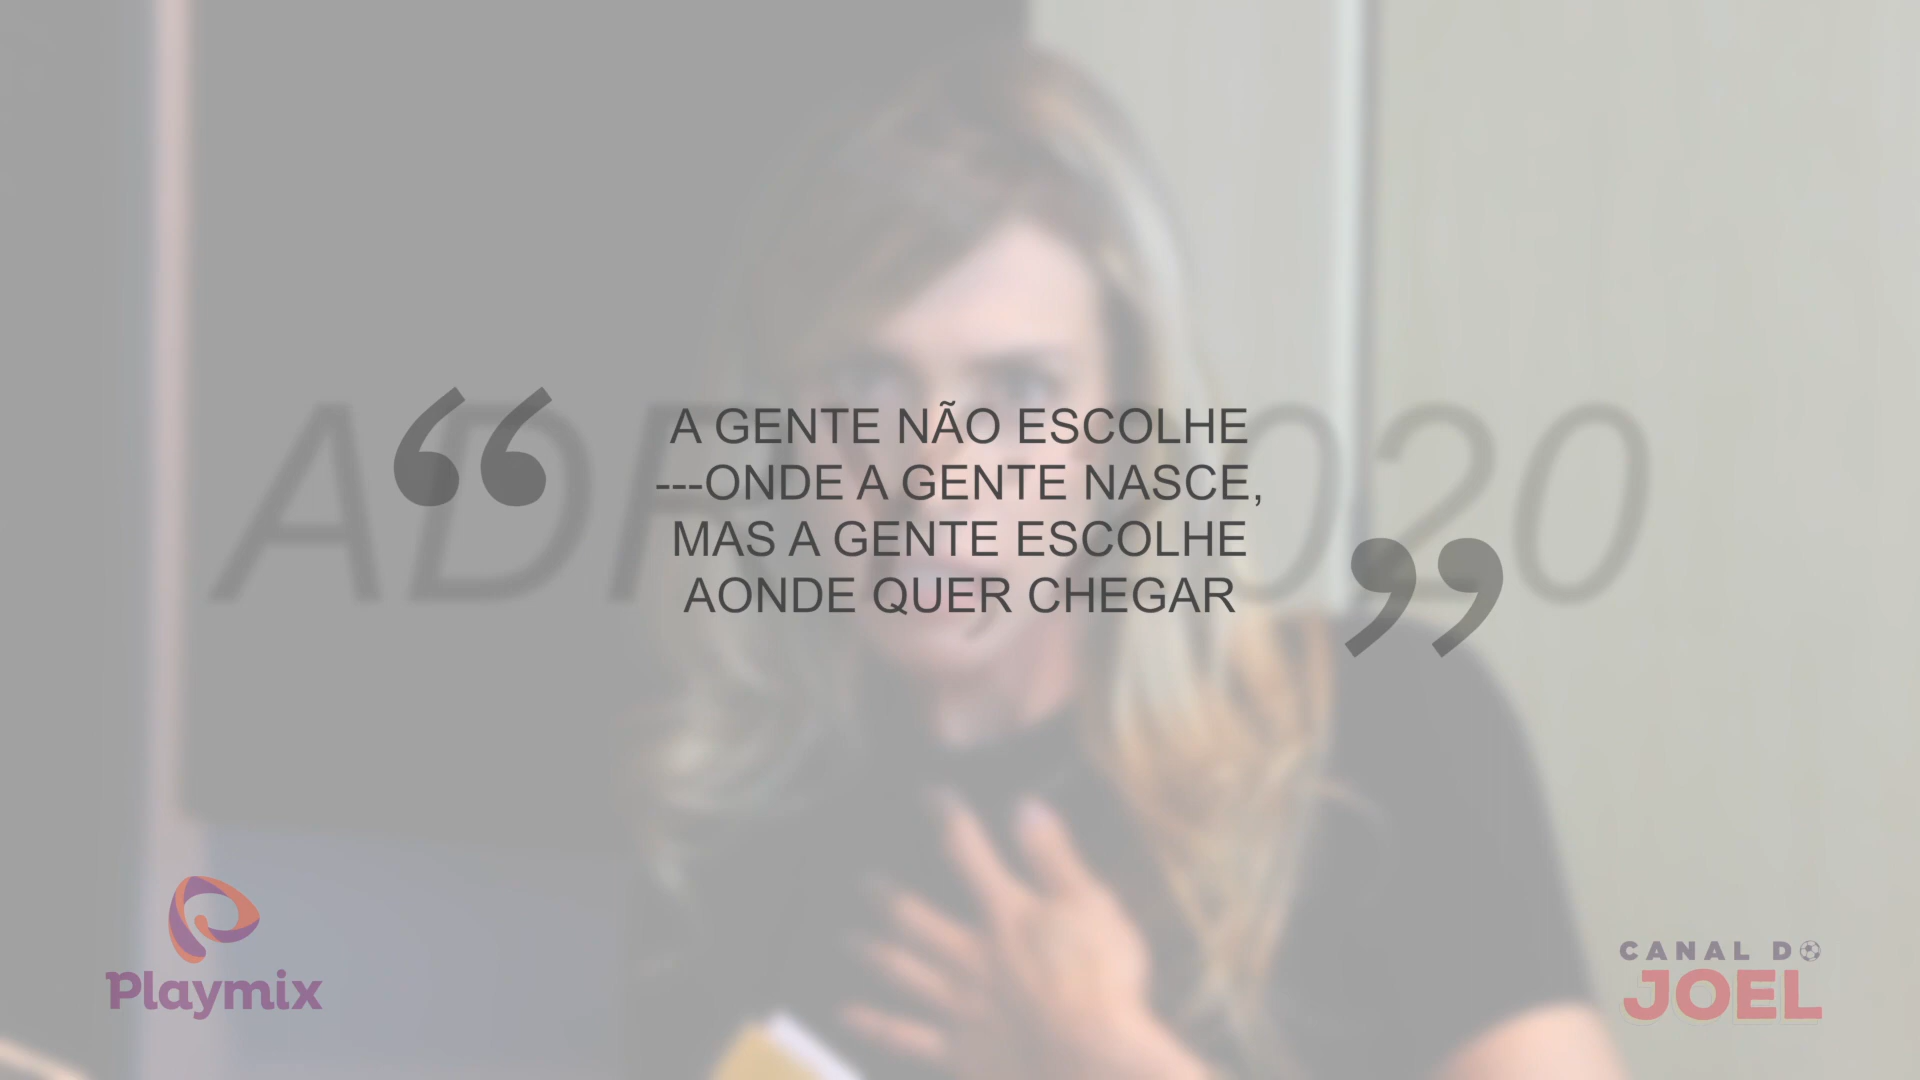 A GENTE NÃO ESCOLHE
---ONDE A GENTE NASCE,
MAS A GENTE ESCOLHE
AONDE QUER CHEGAR
Playmix
CANAL DO
JOEL